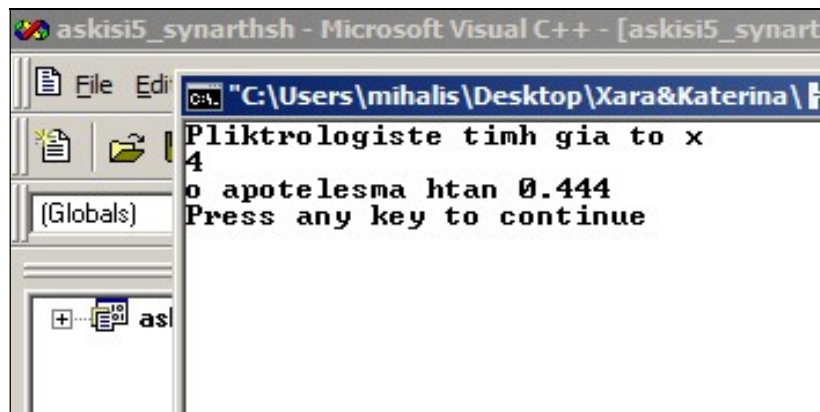 askisi5_synarthsh - Microsoft Visual C++ - [askisi5_synart
File Edi
"C:\Users\mihalis\Desktop\Xara&Katerina\
Pliktrologiste timh gia to x
4
o apotelesma htan 0.444
Press any key to continue
(Globals)
asl